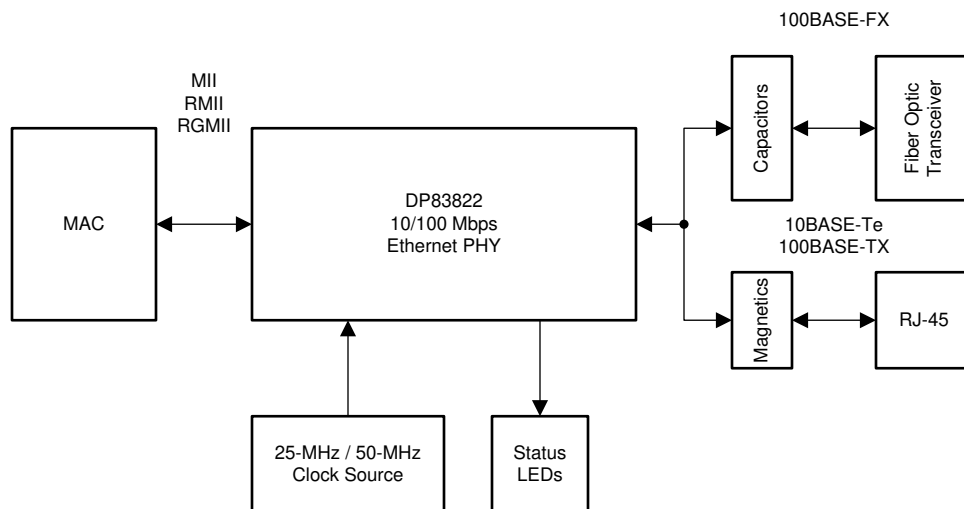 100BASE-FX
MII
RMII
RGMII
MAC
DP83822
10/100 Mbps
Ethernet PHY
Capacitors
Fiber Optic
Transceiver
10BASE-Te
100BASE-TX
Magnetics
RJ-45
25-MHz / 50-MHz
Clock Source
Status
LEDs